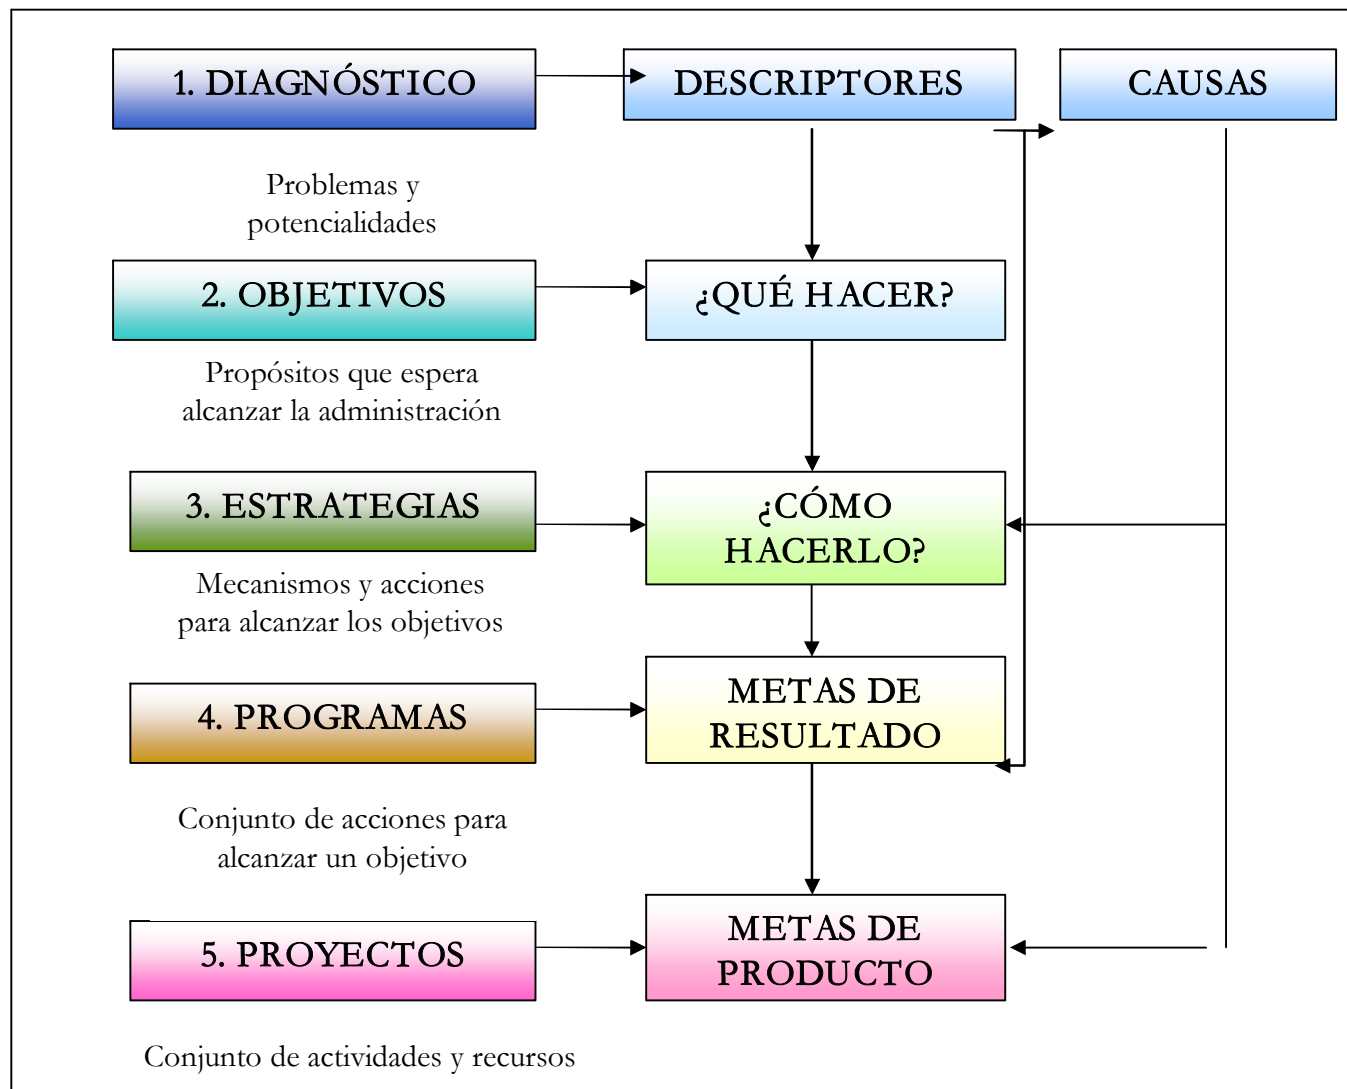 1. DIAGNÓSTICO
DESCRIPTORES
CAUSAS
Problemas y
potencialidades
2. OBJETIVOS
¿QUÉ HACER?
Propósitos que espera
alcanzar la administración
3. ESTRATEGIAS
¿CÓMO
HACERLO?
Mecanismos y acciones
para alcanzar los objetivos
4. PROGRAMAS
METAS DE
RESULTADO
Conjunto de acciones para
alcanzar un objetivo
5. PROYECTOS
METAS DE
PRODUCTO
Conjunto de actividades y recursos